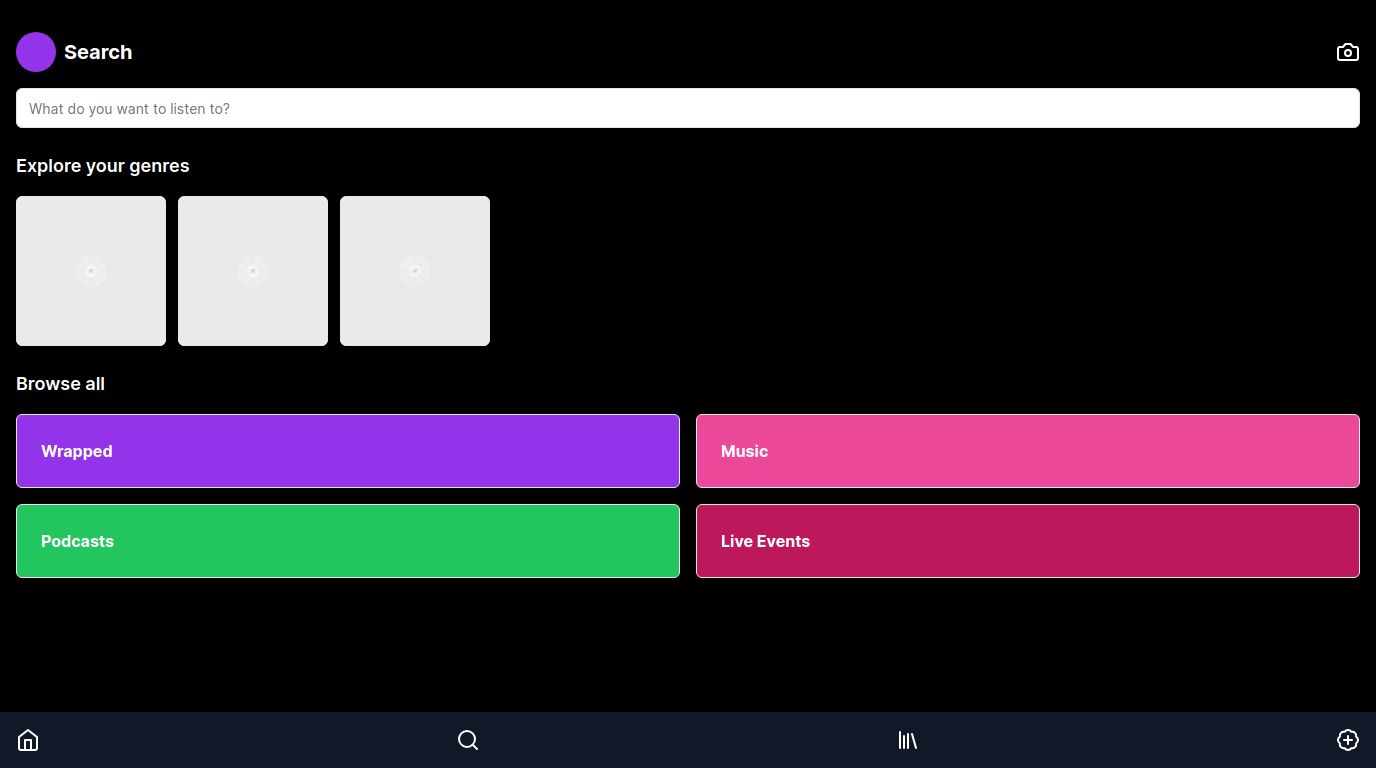 Search
What do you want to listen to?
Explore your genres
Browse all
Wrapped
Music
Podcasts
Live Events